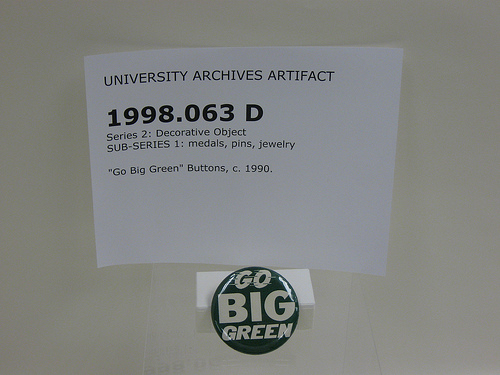 UNIVERSITY ARCHIVES ARTIFACT
1998.063 D
Series 2: Decorative Object
SUB-SERIES 1: medals, pins, jewelry
"Go Big Green" Buttons, c. 1990.
GO
BIG
GREEN